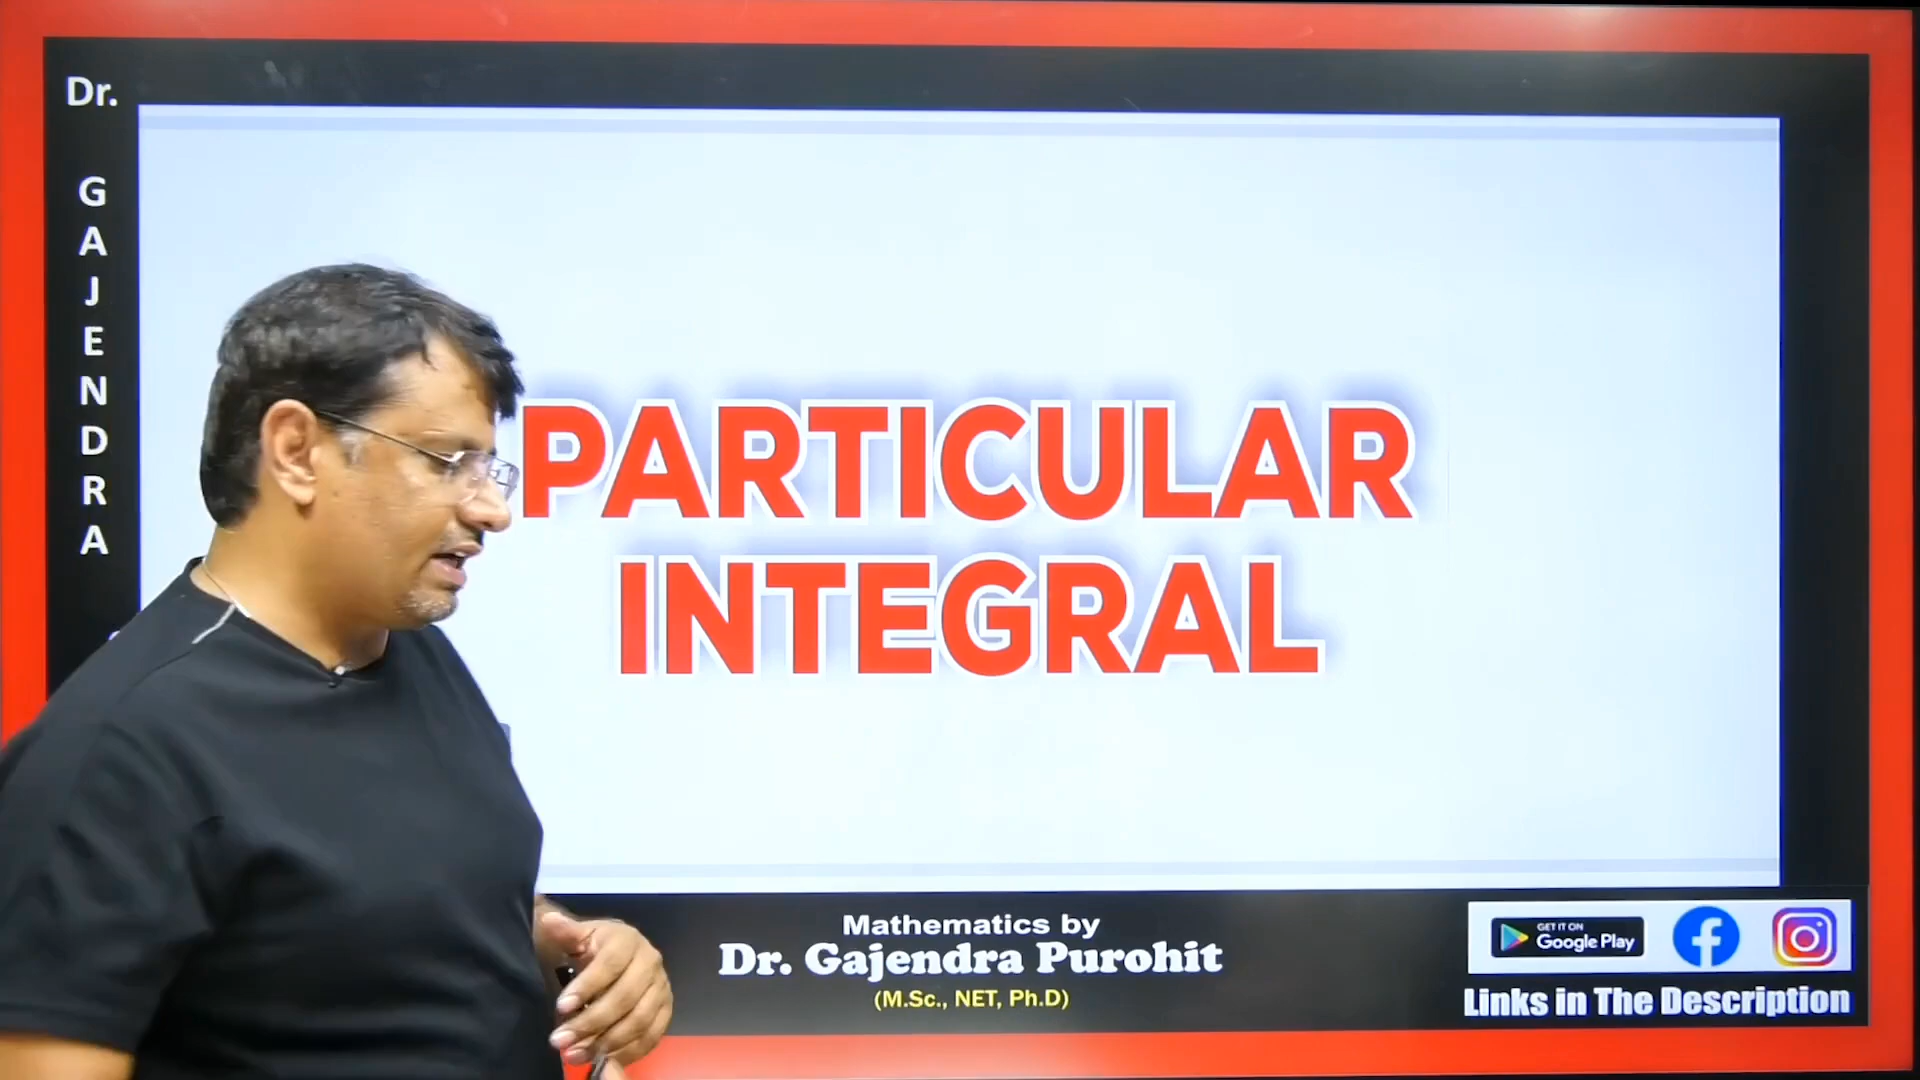 Dr.
GAJENDRA
PARTICULAR
INTEGRAL
Mathematics by
Dr. Gajendra Purohit
(M.Sc., NET, Ph.D)
GET IT ON
Google Play
Links in The Description